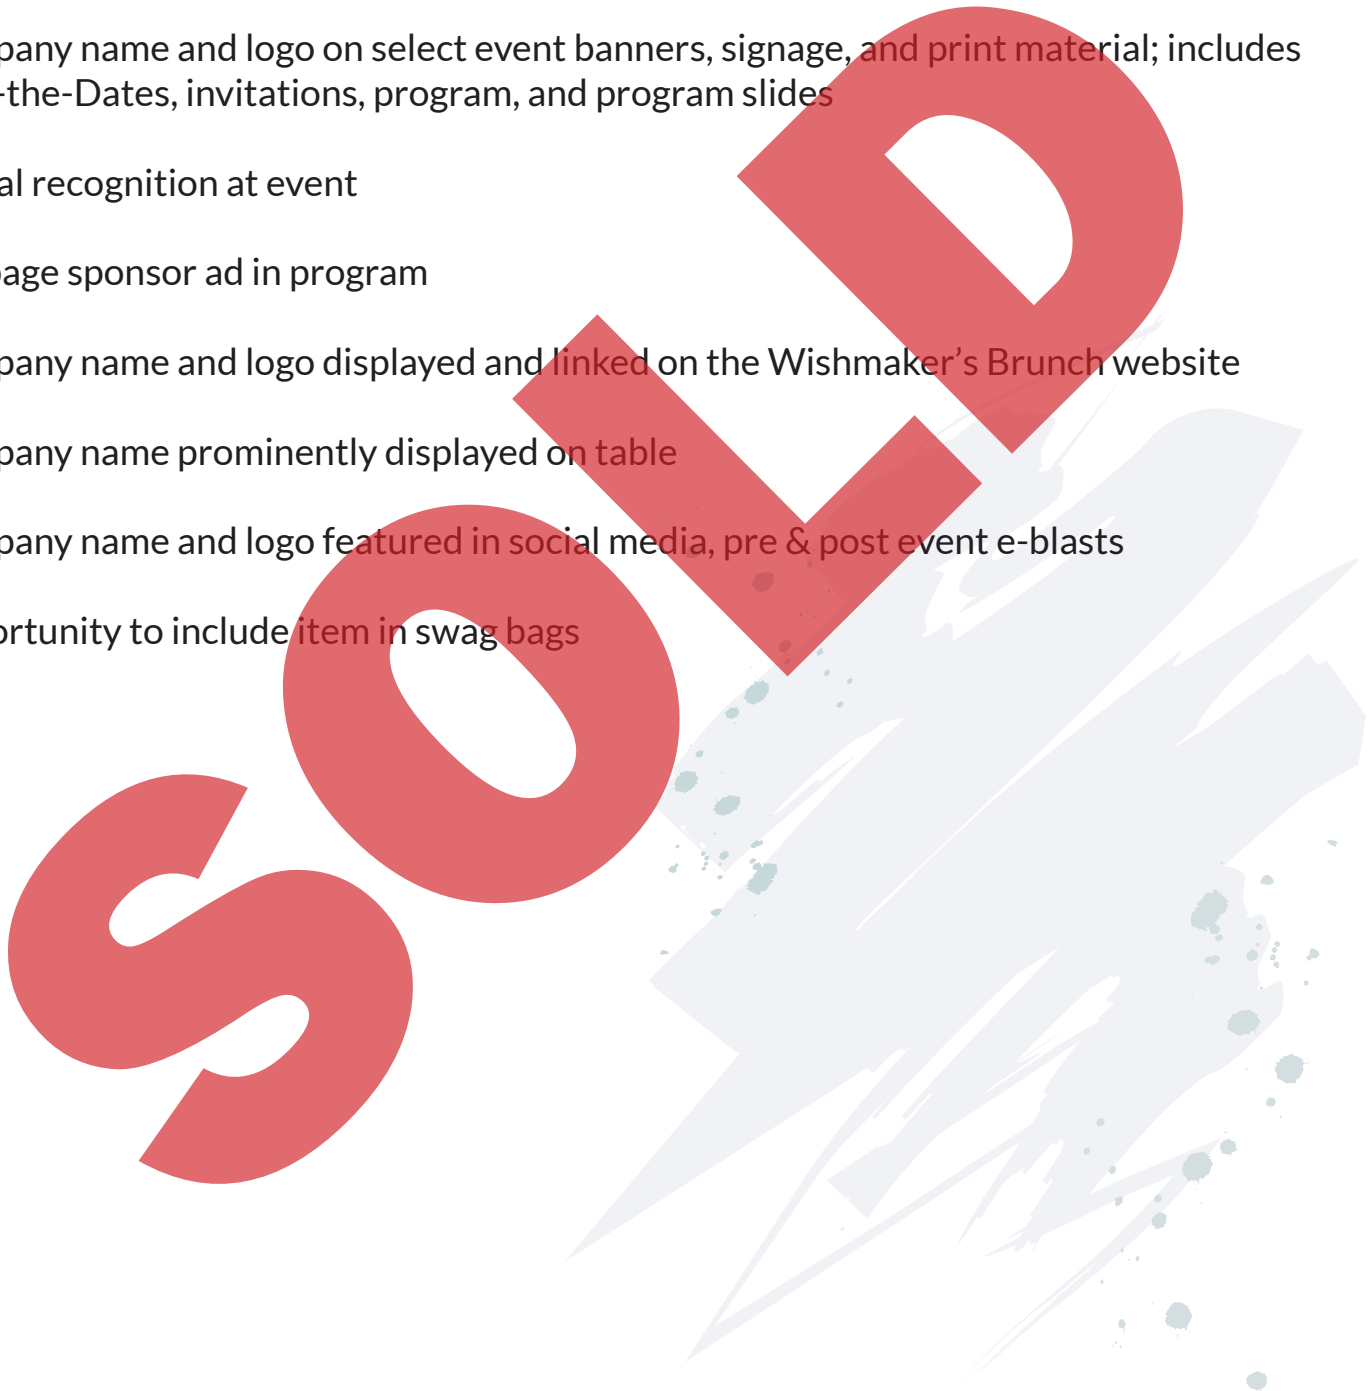 pany name and logo on select event banners, signage, and print material; includes
-the-Dates, invitations, program, and program slides
al recognition at event
page sponsor ad in program
pany name and logo displayed and linked on the Wishmaker’s Brunch website
pany name prominently displayed on table
pany name and logo featured in social media, pre & post event e-blasts
ortunity to include item in swag bags
SOLD